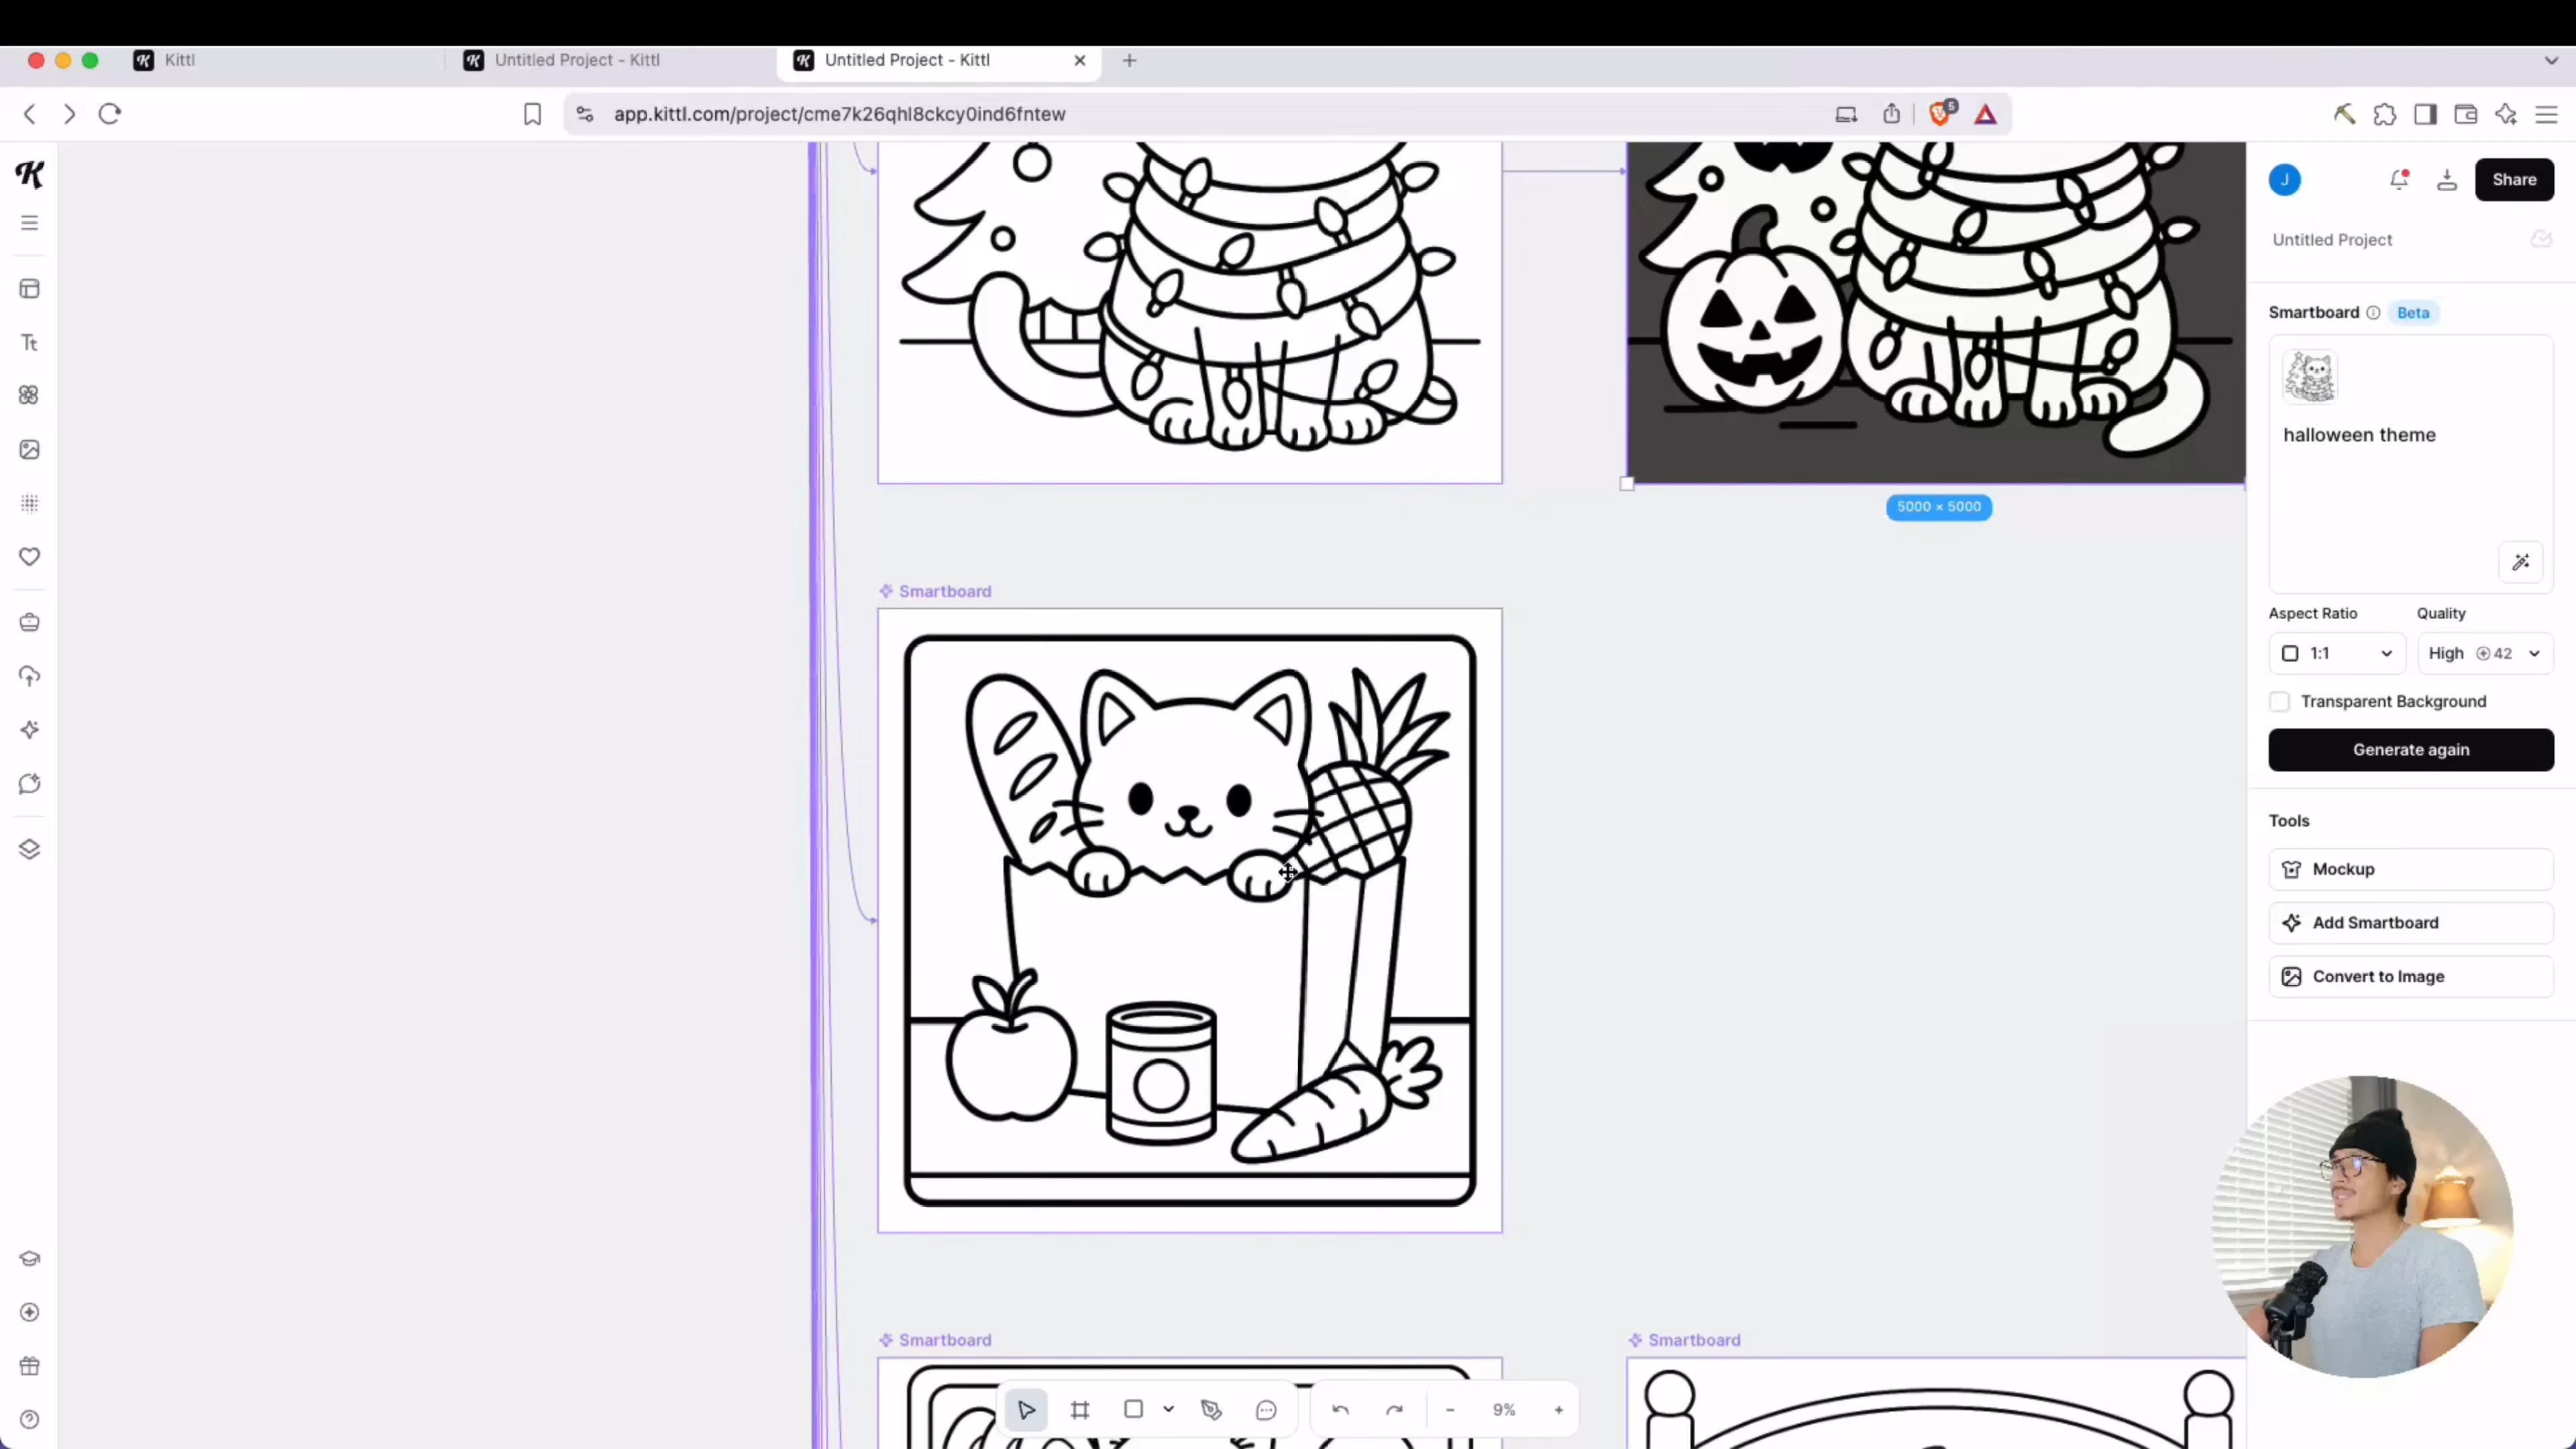 Kittl
Untitled Project - Kittl
Untitled Project - Kittl
app.kittl.com/project/cme7k26qhl8ckcy0ind6fntew
5
K
J
Share
Untitled Project
Smartboard
Beta
halloween theme
Aspect Ratio
Quality
1:1
High
42
Transparent Background
Generate again
Tools
Mockup
Add Smartboard
Convert to Image
Tt
5000 × 5000
Smartboard
Smartboard
Smartboard
9%